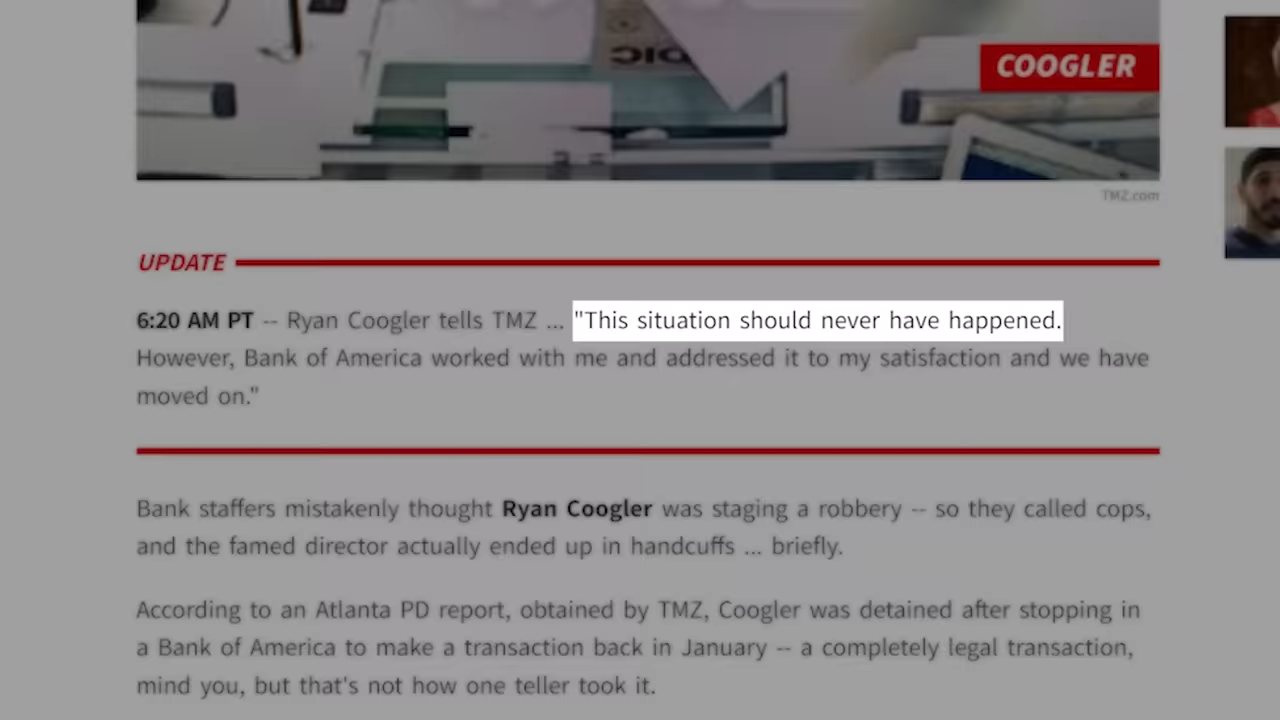 COOGLER
TMZ.com
UPDATE
6:20 AM PT -- Ryan Coogler tells TMZ ... "This situation should never have happened.
However, Bank of America worked with me and addressed it to my satisfaction and we have
moved on."
Bank staffers mistakenly thought Ryan Coogler was staging a robbery -- so they called cops,
and the famed director actually ended up in handcuffs ... briefly.
According to an Atlanta PD report, obtained by TMZ, Coogler was detained after stopping in
a Bank of America to make a transaction back in January -- a completely legal transaction,
mind you, but that's not how one teller took it.